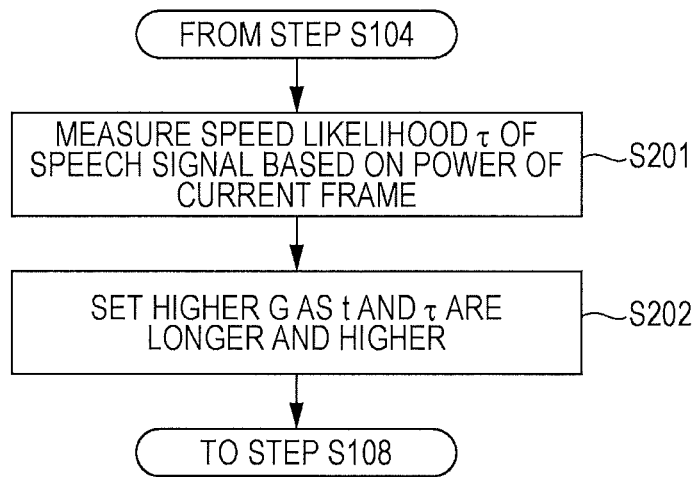 FROM STEP S104
MEASURE SPEED LIKELIHOOD τ OF
SPEECH SIGNAL BASED ON POWER OF
CURRENT FRAME
S201
SET HIGHER G AS t AND τ ARE
LONGER AND HIGHER
S202
TO STEP S108